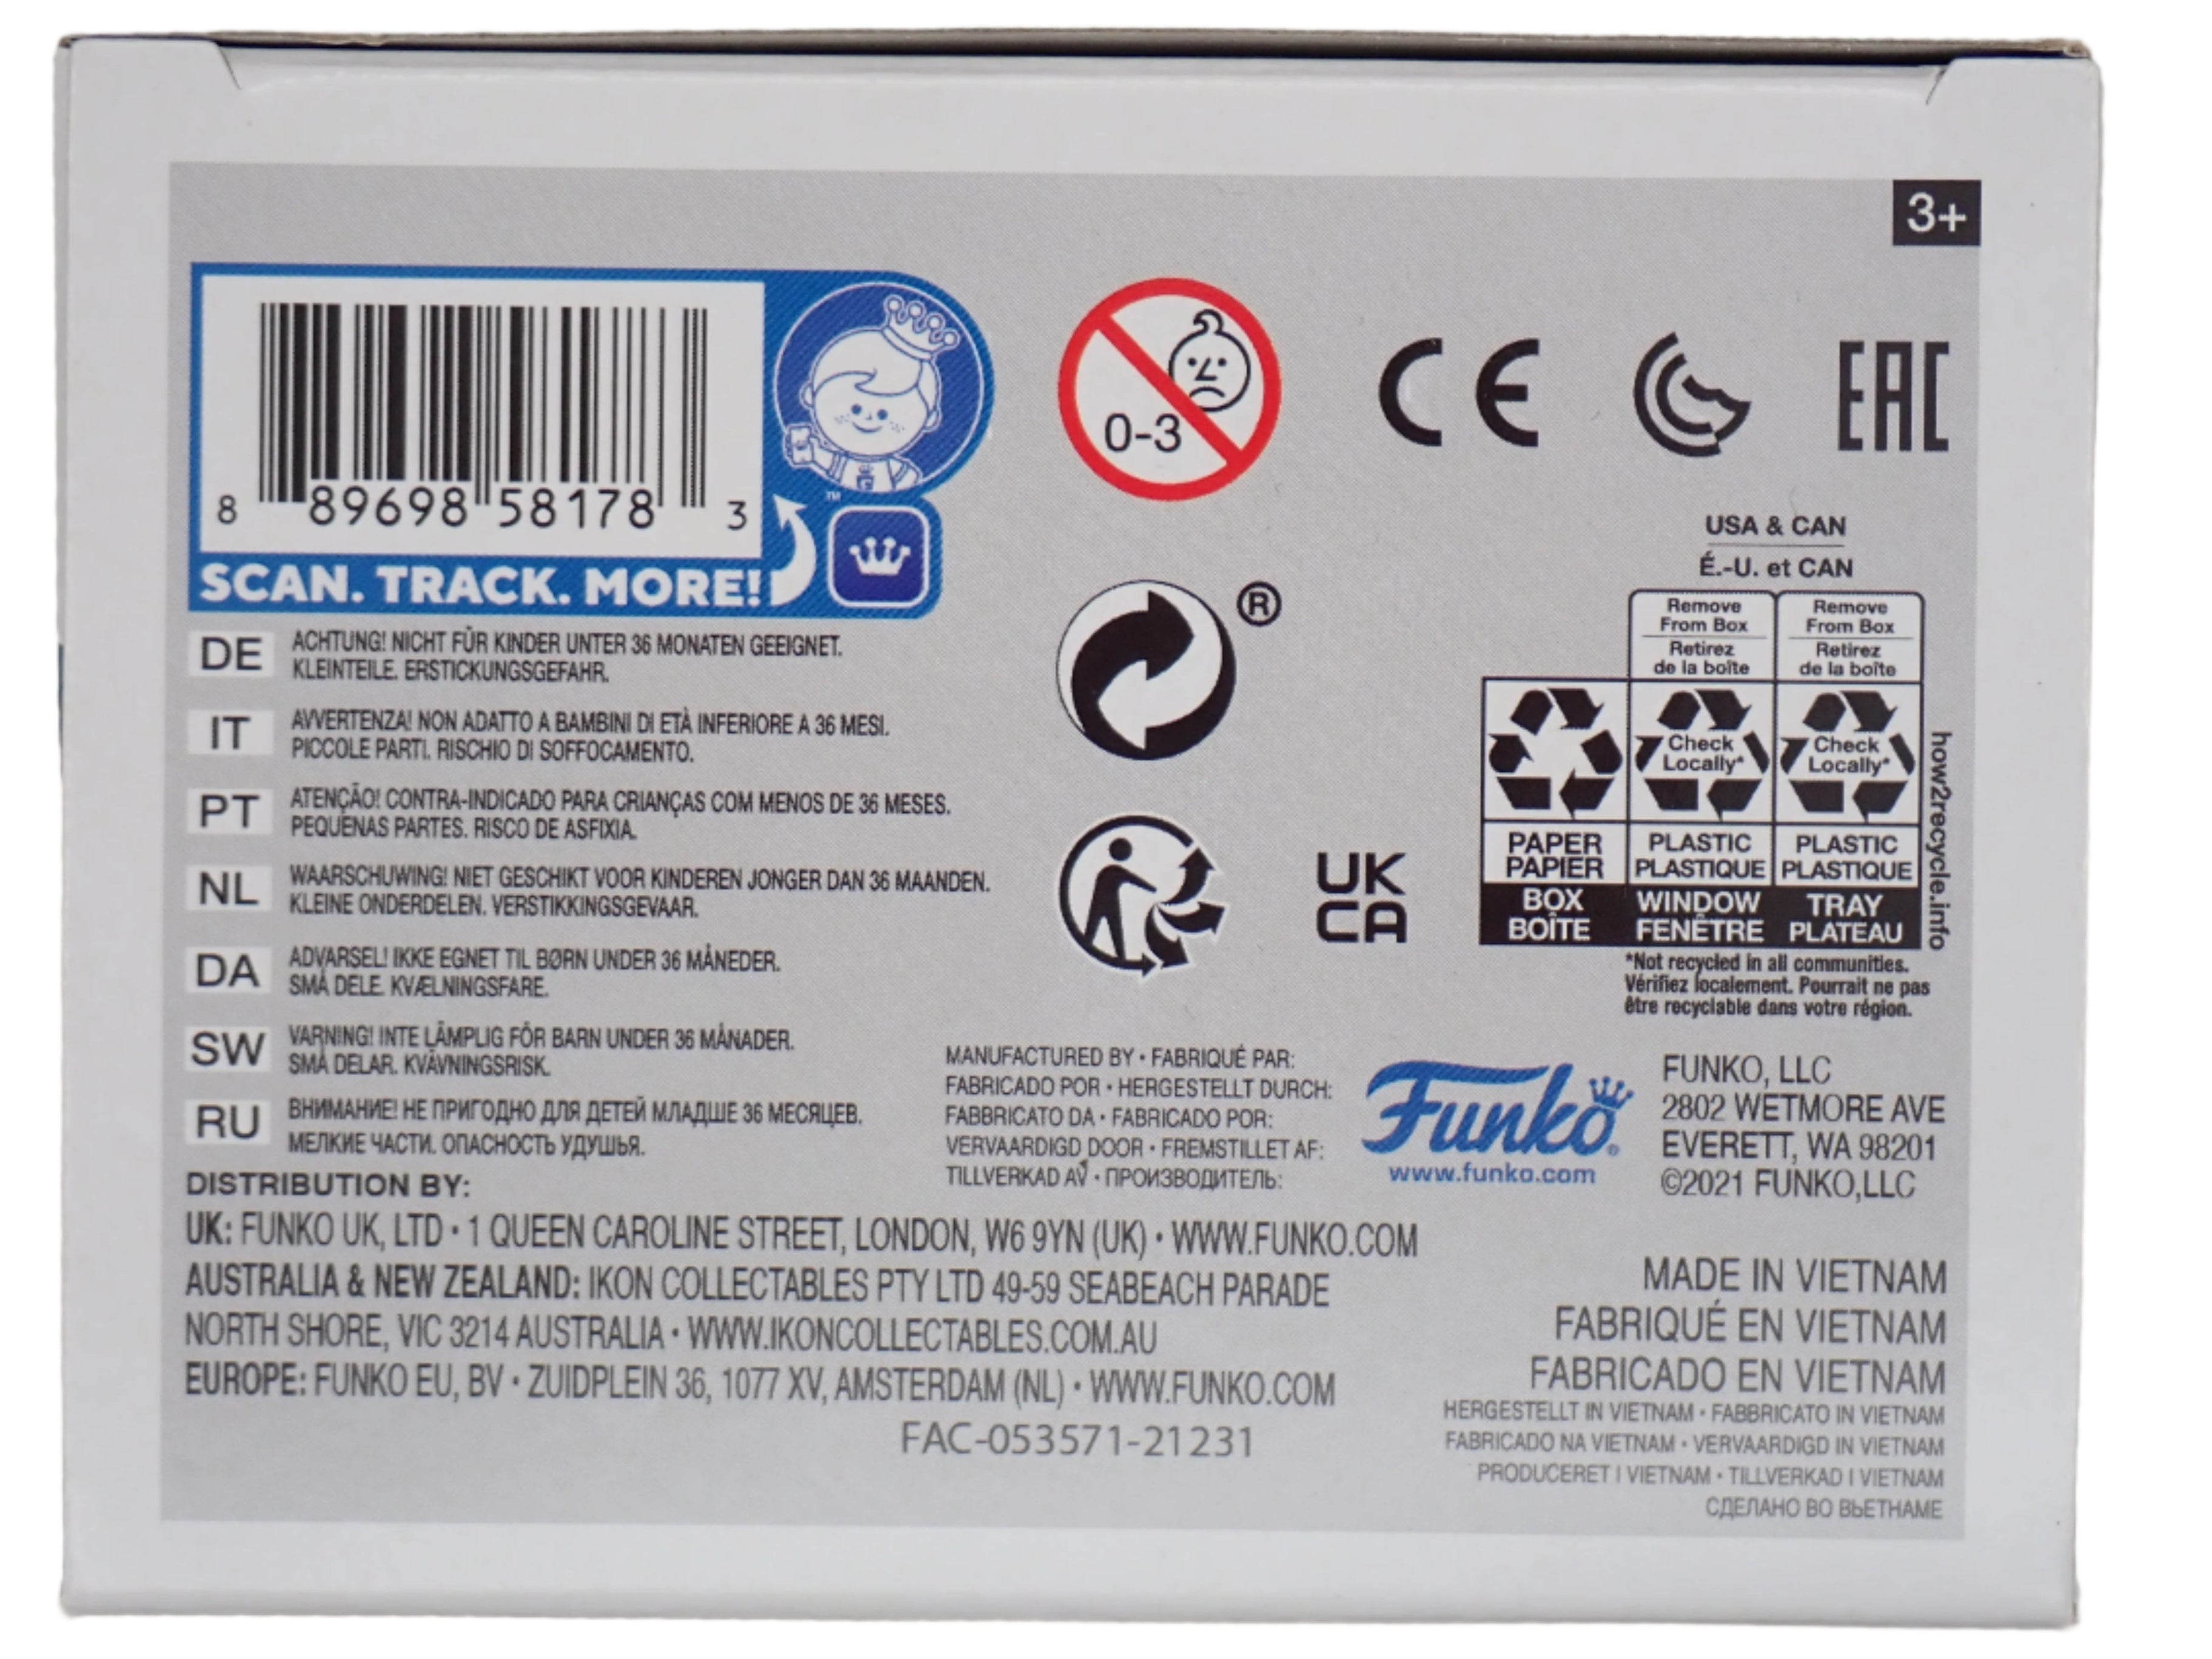 3+
8 89698 58178 3
SCAN. TRACK. MORE!
™
0-3
CE
EAC
USA & CAN
É.-U. et CAN
Remove
From Box
Retirez
de la boîte
Remove
From Box
Retirez
de la boîte
Check
Locally*
Check
Locally*
PAPER
PAPIER
PLASTIC
PLASTIQUE
PLASTIC
PLASTIQUE
BOX
BOÎTE
WINDOW
FENÊTRE
TRAY
PLATEAU
how2recycle.info
*Not recycled in all communities.
Vérifiez localement. Pourrait ne pas
être recyclable dans votre région.
®
UK
CA
DE ACHTUNG! NICHT FÜR KINDER UNTER 36 MONATEN GEEIGNET.
KLEINTEILE. ERSTICKUNGSGEFAHR.
IT AVVERTENZA! NON ADATTO A BAMBINI DI ETÀ INFERIORE A 36 MESI.
PICCOLE PARTI. RISCHIO DI SOFFOCAMENTO.
PT ATENÇÃO! CONTRA-INDICADO PARA CRIANÇAS COM MENOS DE 36 MESES.
PEQUENAS PARTES. RISCO DE ASFIXIA.
NL WAARSCHUWING! NIET GESCHIKT VOOR KINDEREN JONGER DAN 36 MAANDEN.
KLEINE ONDERDELEN. VERSTIKKINGSGEVAAR.
DA ADVARSEL! IKKE EGNET TIL BØRN UNDER 36 MÅNEDER.
SMÅ DELE. KVÆLNINGSFARE.
SW VARNING! INTE LÄMPLIG FÖR BARN UNDER 36 MÅNADER.
SMÅ DELAR. KVÄVNINGSRISK.
RU ВНИМАНИЕ! НЕ ПРИГОДНО ДЛЯ ДЕТЕЙ МЛАДШЕ 36 МЕСЯЦЕВ.
МЕЛКИЕ ЧАСТИ. ОПАСНОСТЬ УДУШЬЯ.
MANUFACTURED BY • FABRIQUÉ PAR:
FABRICADO POR • HERGESTELLT DURCH:
FABBRICATO DA • FABRICADO POR:
VERVAARDIGD DOOR • FREMSTILLET AF:
TILLVERKAD AV • ПРОИЗВОДИТЕЛЬ:
Funko®
www.funko.com
FUNKO, LLC
2802 WETMORE AVE
EVERETT, WA 98201
©2021 FUNKO,LLC
DISTRIBUTION BY:
UK: FUNKO UK, LTD • 1 QUEEN CAROLINE STREET, LONDON, W6 9YN (UK) • WWW.FUNKO.COM
AUSTRALIA & NEW ZEALAND: IKON COLLECTABLES PTY LTD 49-59 SEABEACH PARADE
NORTH SHORE, VIC 3214 AUSTRALIA • WWW.IKONCOLLECTABLES.COM.AU
EUROPE: FUNKO EU, BV • ZUIDPLEIN 36, 1077 XV, AMSTERDAM (NL) • WWW.FUNKO.COM
FAC-053571-21231
MADE IN VIETNAM
FABRIQUÉ EN VIETNAM
FABRICADO EN VIETNAM
HERGESTELLT IN VIETNAM • FABBRICATO IN VIETNAM
FABRICADO NA VIETNAM • VERVAARDIGD IN VIETNAM
PRODUCERET I VIETNAM • TILLVERKAD I VIETNAM
СДЕЛАНО ВО ВЬЕТНАМЕ